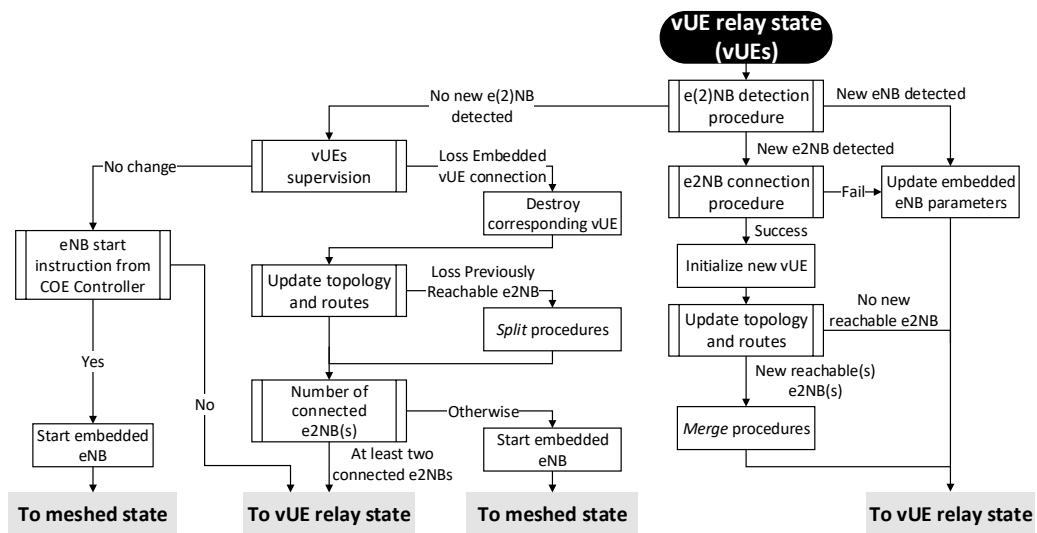 vUE relay state
(vUEs)
No new e(2)NB
detected
e(2)NB detection
procedure
New eNB detected
New e2NB detected
No change
vUEs
supervision
Loss Embedded
vUE connection
e2NB connection
procedure
Fail
Update embedded
eNB parameters
Destroy
corresponding vUE
Success
eNB start
instruction from
COE Controller
Initialize new vUE
Update topology
and routes
Loss Previously
Reachable e2NB
Split procedures
Update topology
and routes
No new
reachable e2NB
Yes
No
New reachable(s)
e2NB(s)
Number of
connected
e2NB(s)
Otherwise
Merge procedures
Start embedded
eNB
At least two
connected e2NBs
Start embedded
eNB
To meshed state
To vUE relay state
To meshed state
To vUE relay state